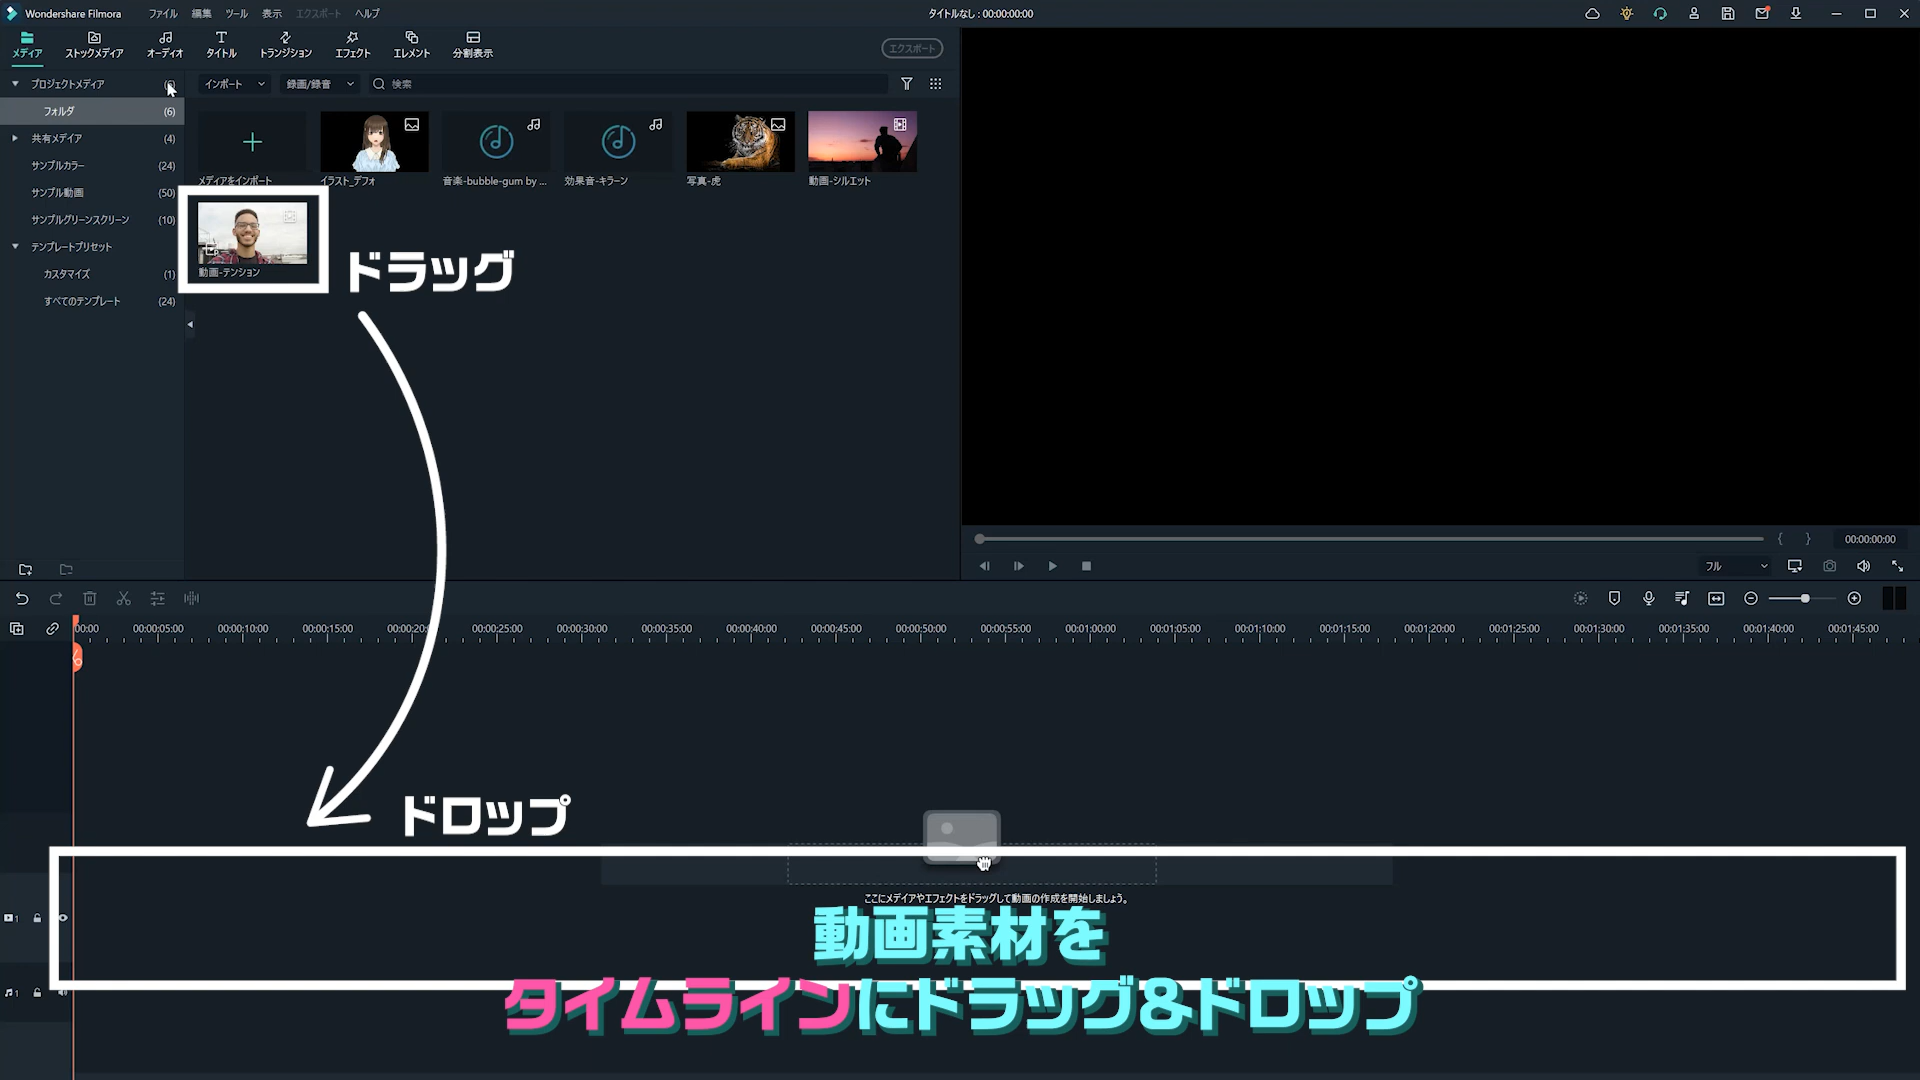 Wondershare Filmora ファイル 編集 ツール 表示 エクスポート ヘルプ タイトルなし : 00:00:00:00
メディア ストックメディア オーディオ タイトル トランジション エフェクト エレメント 分割表示 エクスポート
プロジェクトメディア (6) インポート 録画/録音 検索
フォルダ (6)
共有メディア (4)
サンプルカラー (24)
サンプル動画 (50)
サンプルグリーンスクリーン (10)
テンプレートプリセット
カスタマイズ (1)
すべてのテンプレート (24)
メディアをインポート イラスト_デフォ 音楽-bubble-gum by ... 効果音-キラーン 写真-虎 動画-シルエット
動画-テンション
ドラッグ
{ } 00:00:00:00
フル
00:00 00:00:05:00 00:00:10:00 00:00:15:00 00:00:20: 00:00:25:00 00:00:30:00 00:00:35:00 00:00:40:00 00:00:45:00 00:00:50:00 00:00:55:00 00:01:00:00 00:01:05:00 00:01:10:00 00:01:15:00 00:01:20:00 00:01:25:00 00:01:30:00 00:01:35:00 00:01:40:00 00:01:45:00
ドロップ
ここにメディアやエフェクトをドラッグして動画の作成を開始しましょう。
1
動画素材を
1
タイムラインにドラッグ&ドロップ